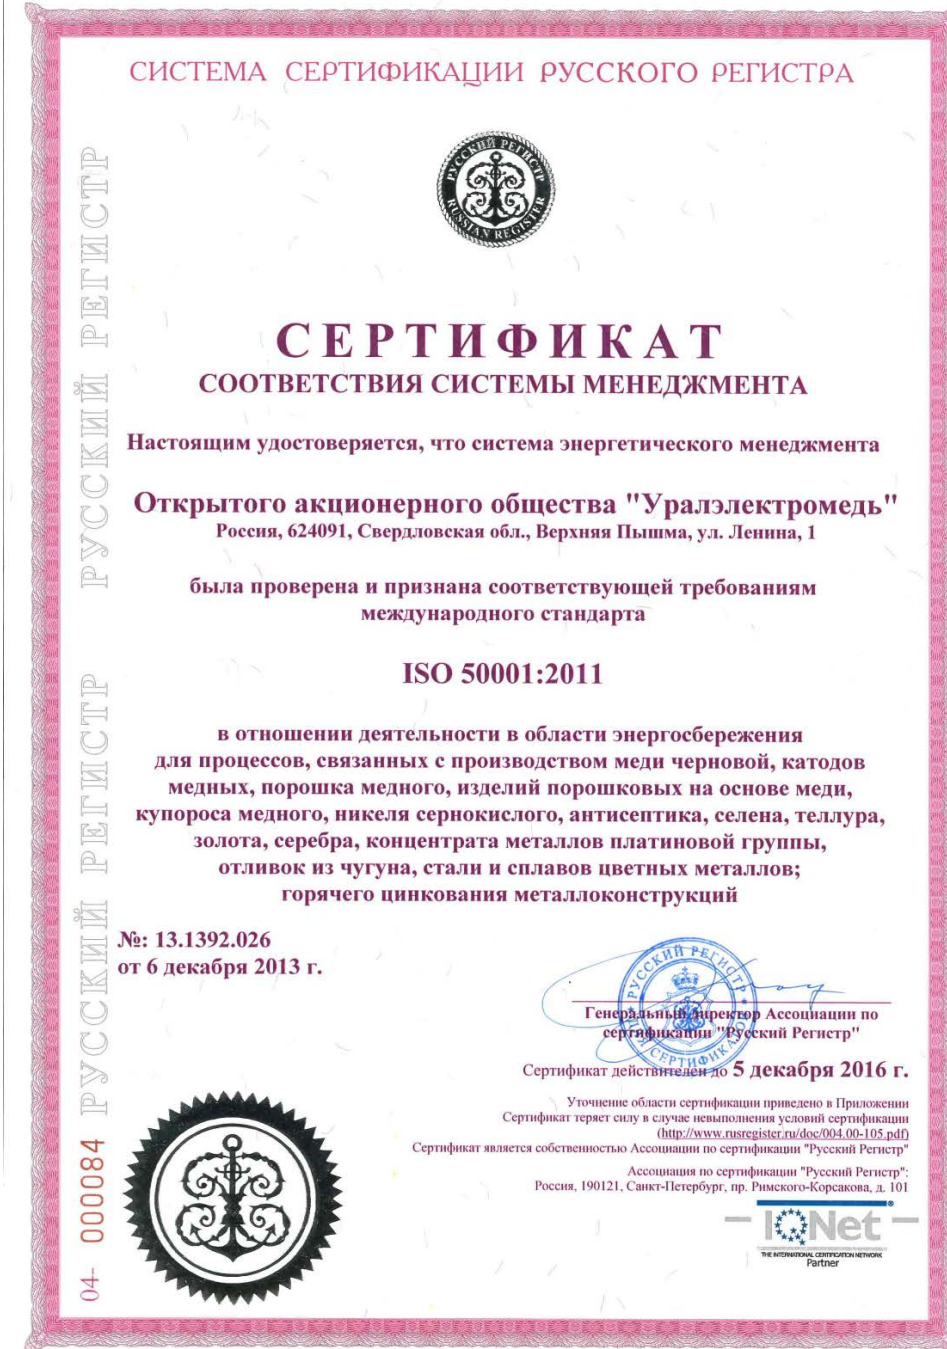 СИСТЕМА СЕРТИФИКАЦИИ РУССКОГО РЕГИСТРА
РУССКИЙ РЕГИСТР
RUSSIAN REGISTER
СЕРТИФИКАТ
СООТВЕТСТВИЯ СИСТЕМЫ МЕНЕДЖМЕНТА
Настоящим удостоверяется, что система энергетического менеджмента
Открытого акционерного общества "Уралэлектромедь"
Россия, 624091, Свердловская обл., Верхняя Пышма, ул. Ленина, 1
была проверена и признана соответствующей требованиям
международного стандарта
ISO 50001:2011
в отношении деятельности в области энергосбережения
для процессов, связанных с производством меди черновой, катодов
медных, порошка медного, изделий порошковых на основе меди,
купороса медного, никеля сернокислого, антисептика, селена, теллура,
золота, серебра, концентрата металлов платиновой группы,
отливок из чугуна, стали и сплавов цветных металлов;
горячего цинкования металлоконструкций
№: 13.1392.026
от 6 декабря 2013 г.
РУССКИЙ РЕГИСТР
Генеральный директор Ассоциации по
сертификации "Русский Регистр"
Сертификат действителен до 5 декабря 2016 г.
Уточнение области сертификации приведено в Приложении
Сертификат теряет силу в случае невыполнения условий сертификации
(http://www.rusregister.ru/doc/004.00-105.pdf)
Сертификат является собственностью Ассоциации по сертификации "Русский Регистр"
Ассоциация по сертификации "Русский Регистр":
Россия, 190121, Санкт-Петербург, пр. Римского-Корсакова, д. 101
IQNet
THE INTERNATIONAL CERTIFICATION NETWORK
Partner
04- 000084 РУССКИЙ РЕГИСТР РУССКИЙ РЕГИСТР